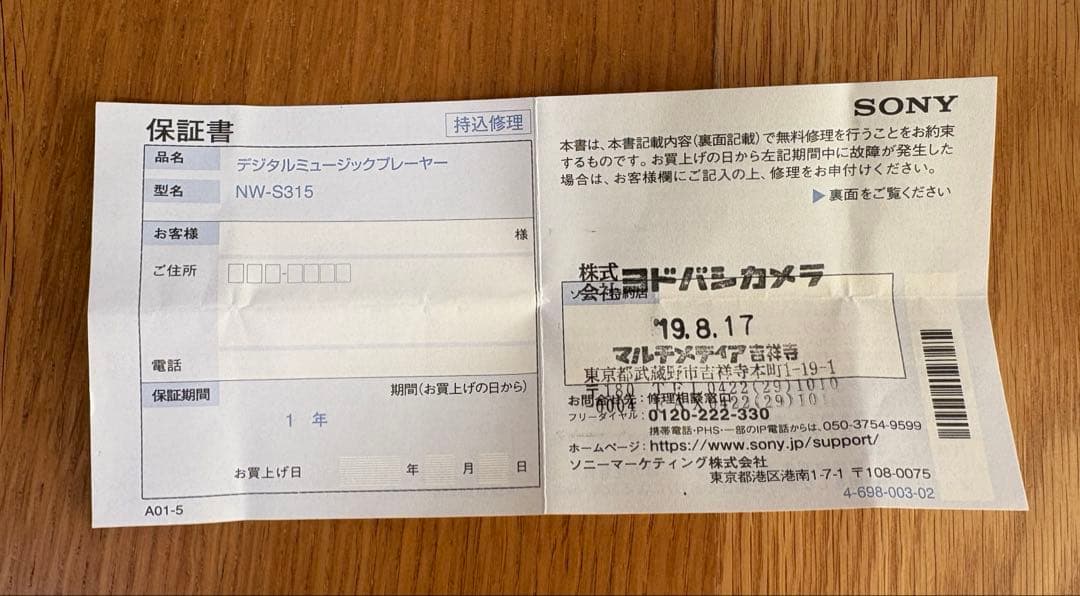 保証書
持込修理
品名
デジタルミュージックプレーヤー
型名
NW-S315
お客様
様
ご住所
電話
保証期間
期間(お買上げの日から)
1 年
お買上げ日 年 月 日
A01-5
SONY
本書は、本書記載内容(裏面記載)で無料修理を行うことをお約束
するものです。お買上げの日から左記期間中に故障が発生した
場合は、お客様欄にご記入の上、修理をお申付けください。
▶裏面をご覧ください
株式会社ヨドバシカメラ
'19.8.17
マルチメディア吉祥寺
東京都武蔵野市吉祥寺本町1-19-1
〒180-0004
TEL0422(29)1010
お問合せ先:修理相談窓口
フリーダイヤル:0120-222-330
携帯電話・PHS・一部のIP電話からは、050-3754-9599
ホームページ:https://www.sony.jp/support/
ソニーマーケティング株式会社
東京都港区港南1-7-1 〒108-0075
4-698-003-02